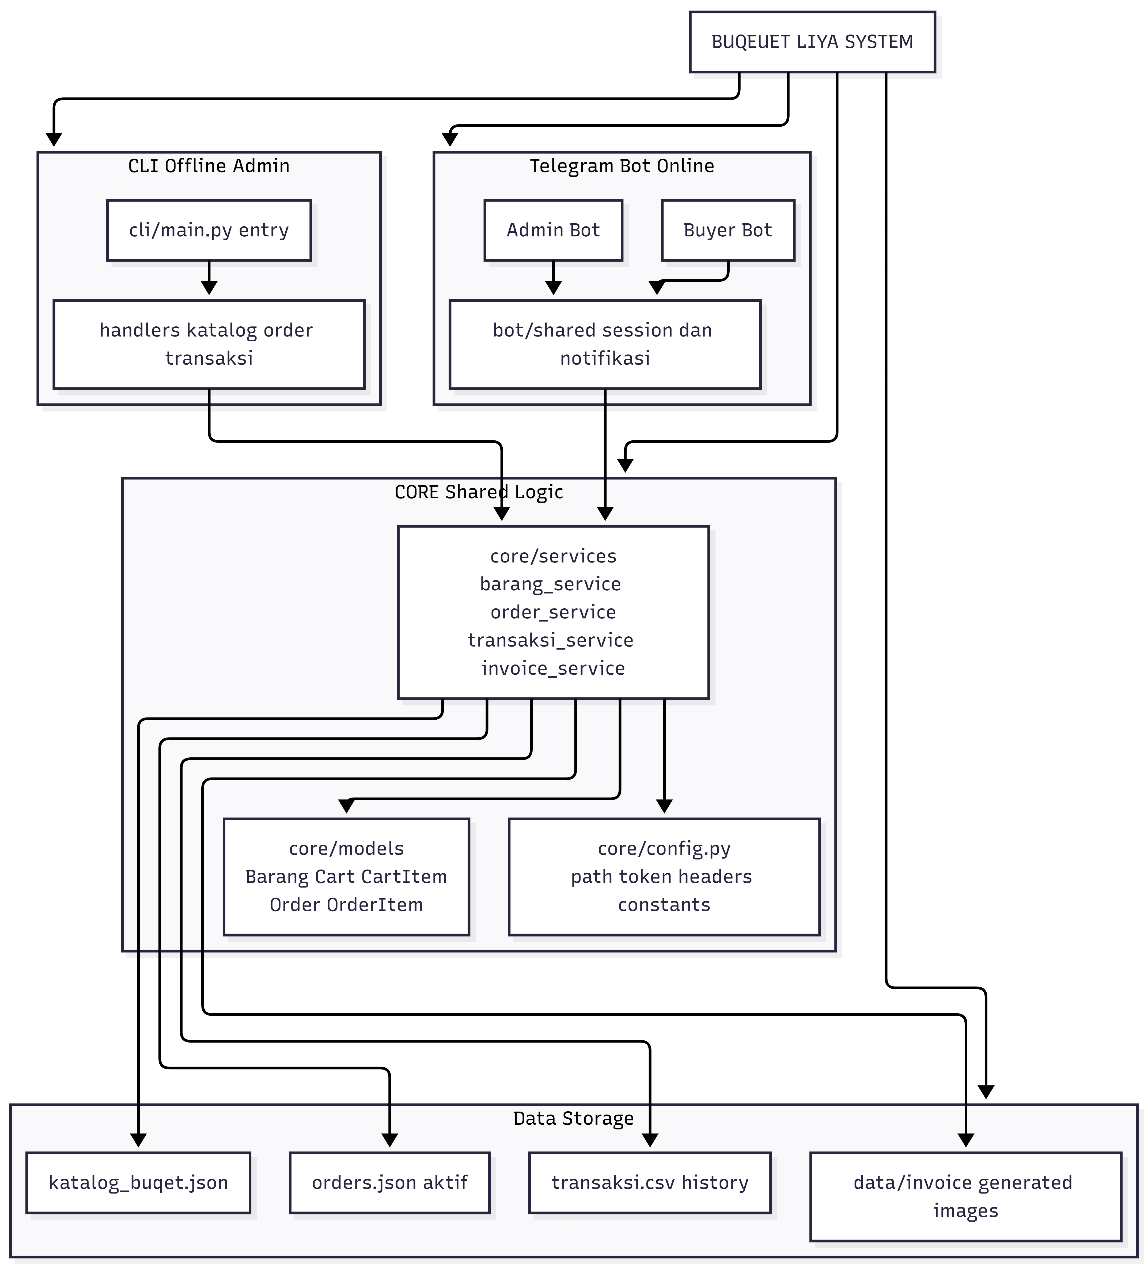 BUQEUET LIYA SYSTEM
CLI Offline Admin
cli/main.py entry
handlers katalog order
transaksi
Telegram Bot Online
Admin Bot
Buyer Bot
bot/shared session dan
notifikasi
CORE Shared Logic
core/services
barang_service
order_service
transaksi_service
invoice_service
core/models
Barang Cart CartItem
Order OrderItem
core/config.py
path token headers
constants
Data Storage
katalog_buqet.json
orders.json aktif
transaksi.csv history
data/invoice generated
images